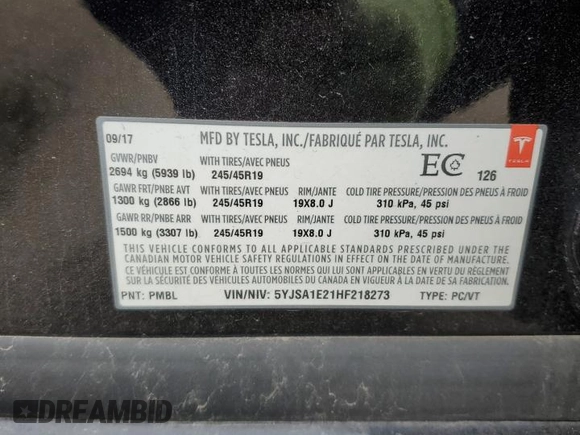 09/17 MFD BY TESLA, INC./FABRIQUÉ PAR TESLA, INC.
TESLA
GVWR/PNBV WITH TIRES/AVEC PNEUS EC 126
2694 kg (5939 lb) 245/45R19
GAWR FRT/PNBE AVT WITH TIRES/AVEC PNEUS RIM/JANTE COLD TIRE PRESSURE/PRESSION DES PNEUS À FROID
1300 kg (2866 lb) 245/45R19 19X8.0 J 310 kPa, 45 psi
GAWR RR/PNBE ARR WITH TIRES/AVEC PNEUS RIM/JANTE COLD TIRE PRESSURE/PRESSION DES PNEUS À FROID
1500 kg (3307 lb) 245/45R19 19X8.0 J 310 kPa, 45 psi
THIS VEHICLE CONFORMS TO ALL APPLICABLE STANDARDS PRESCRIBED UNDER THE
CANADIAN MOTOR VEHICLE SAFETY REGULATIONS IN EFFECT ON THE DATE OF
MANUFACTURE
CE VÉHICULE EST CONFORME À TOUTES LES NORMES QUI LUI SONT APPLICABLES EN VERTU DU RÈGLEMENT
SUR LA SÉCURITÉ DES VÉHICULES AUTOMOBILES DU CANADA EN VIGUEUR À LA DATE DE SA FABRICATION
PNT: PMBL VIN/NIV: 5YJSA1E21HF218273 TYPE: PC/VT
DREAMBID